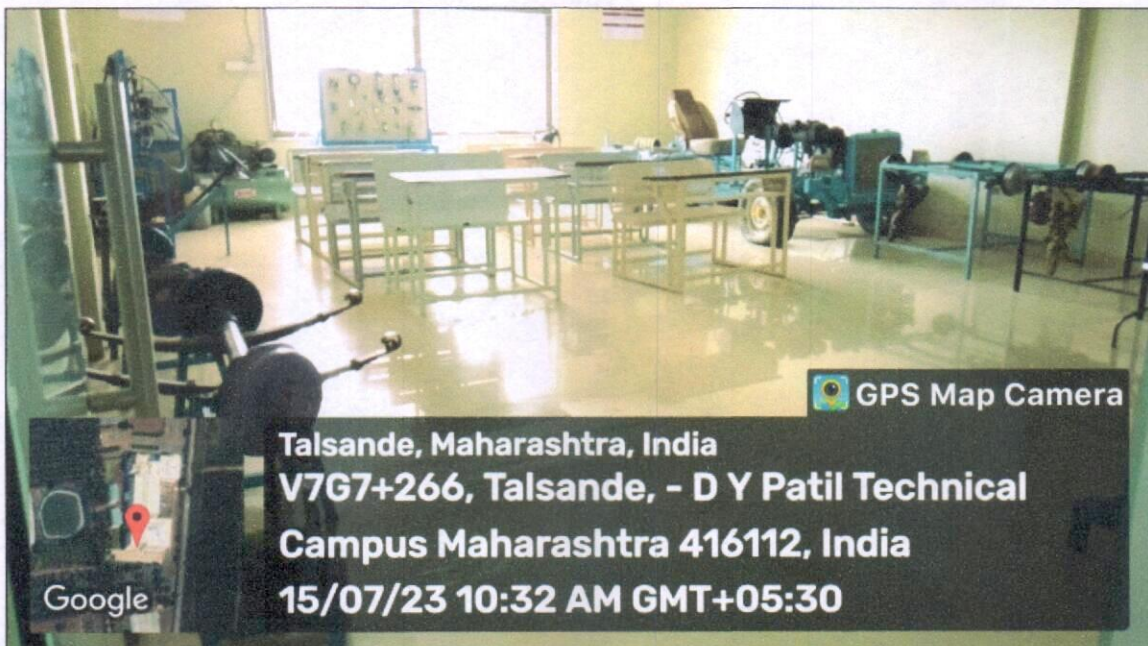 GPS Map Camera
Talsande, Maharashtra, India
V7G7+266, Talsande, - D Y Patil Technical
Campus Maharashtra 416112, India
15/07/23 10:32 AM GMT+05:30
Google